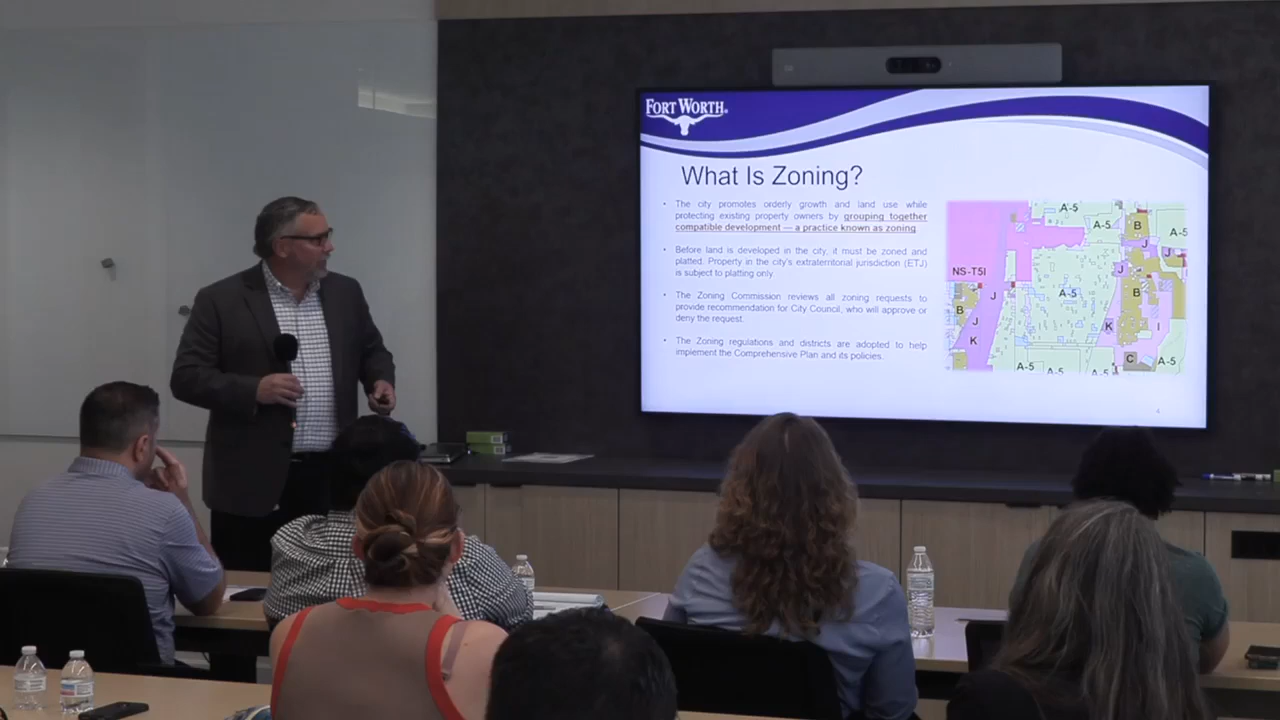 FORT WORTH®
What Is Zoning?
• The city promotes orderly growth and land use while
protecting existing property owners by grouping together
compatible development — a practice known as zoning.
• Before land is developed in the city, it must be zoned and
platted. Property in the city's extraterritorial jurisdiction (ETJ)
is subject to platting only.
• The Zoning Commission reviews all zoning requests to
provide recommendation for City Council, who will approve or
deny the request.
• The Zoning regulations and districts are adopted to help
implement the Comprehensive Plan and its policies.
A-5
A-5
B
A-5
J
J
NS-T5I
J
J
A-5
B
B
J
K
I
K
C
A-5
A-5
A-5
A-5
4